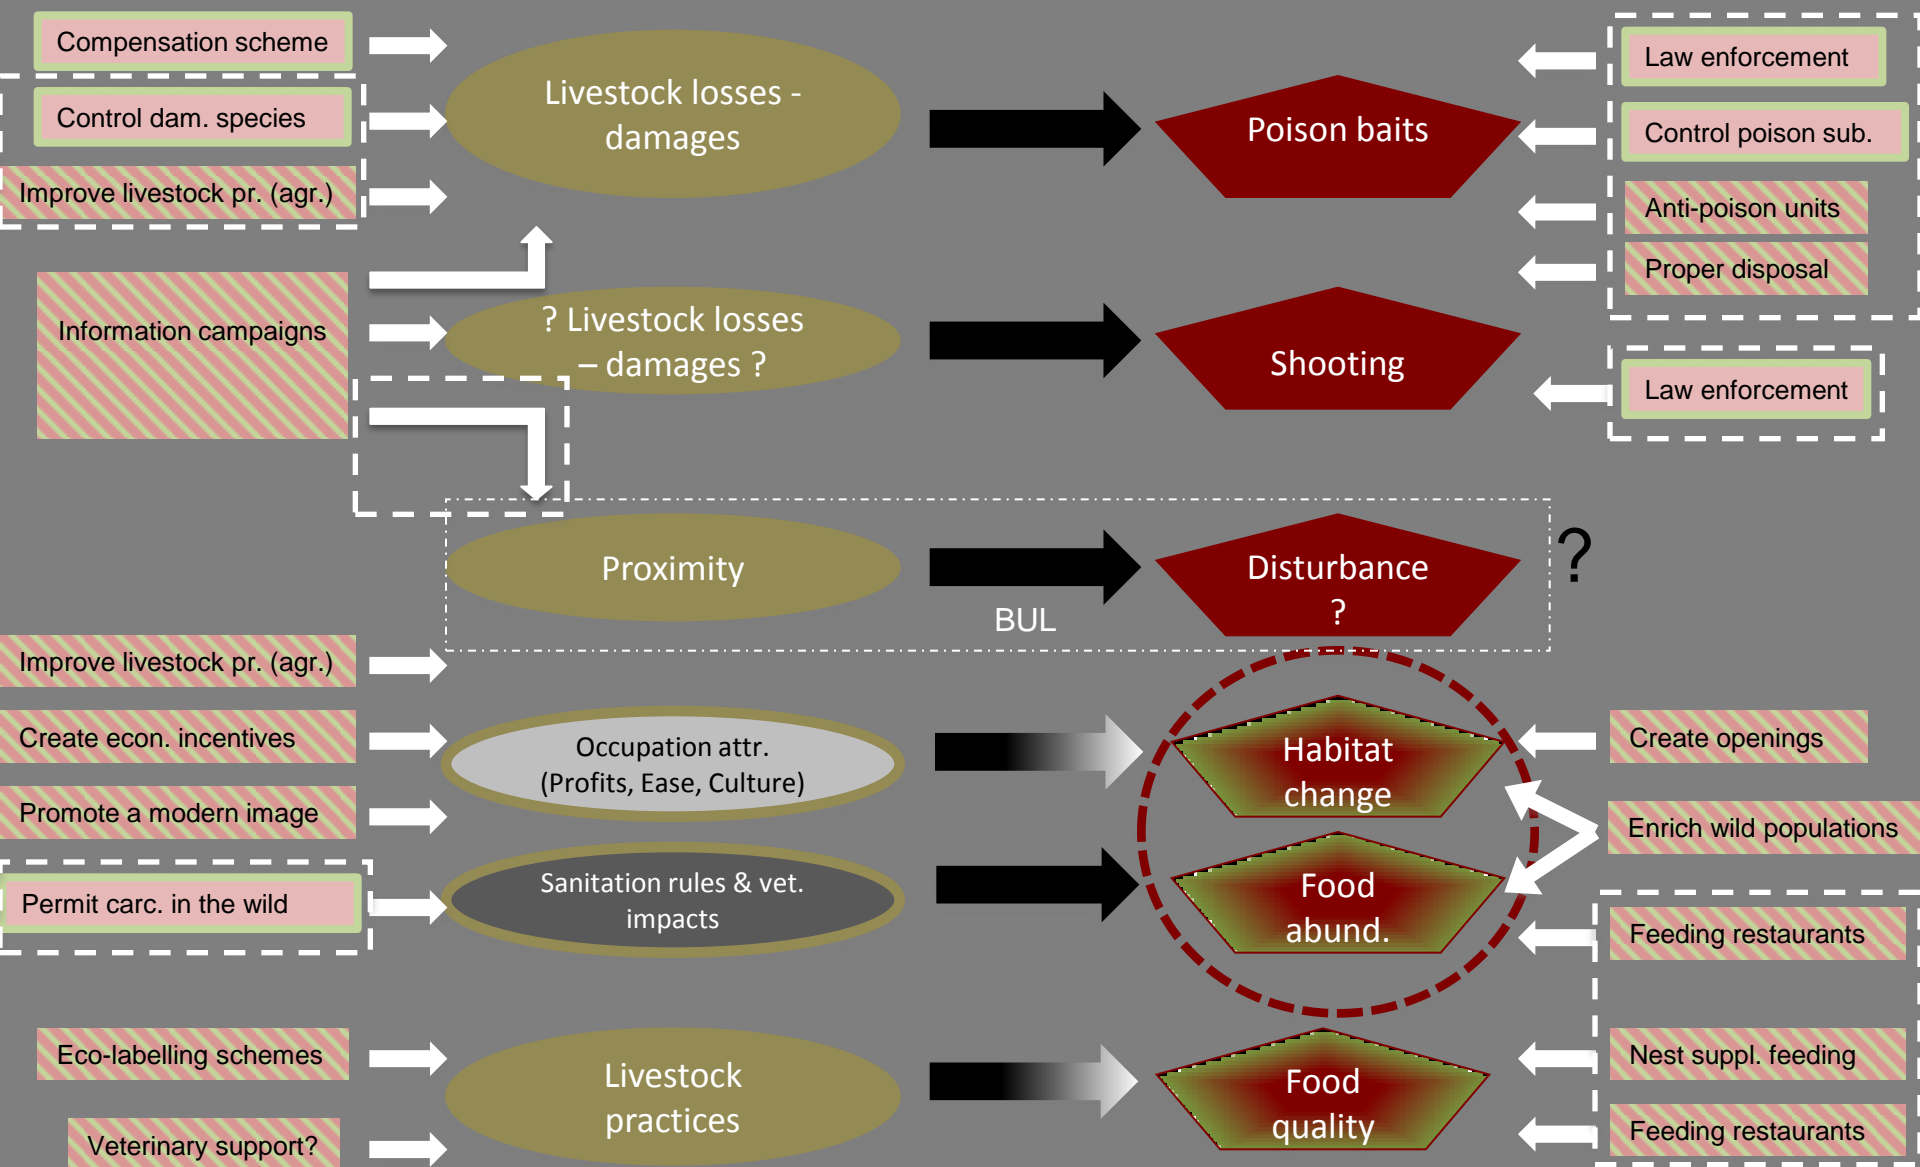 Compensation scheme
Control dam. species
Improve livestock pr. (agr.)
Livestock losses -
damages
Poison baits
Law enforcement
Control poison sub.
Anti-poison units
Proper disposal
Information campaigns
? Livestock losses
– damages ?
Shooting
Law enforcement
Proximity
BUL
Disturbance
?
?
Improve livestock pr. (agr.)
Create econ. incentives
Promote a modern image
Occupation attr.
(Profits, Ease, Culture)
Habitat
change
Create openings
Enrich wild populations
Permit carc. in the wild
Sanitation rules & vet.
impacts
Food
abund.
Feeding restaurants
Eco-labelling schemes
Veterinary support?
Livestock
practices
Food
quality
Nest suppl. feeding
Feeding restaurants